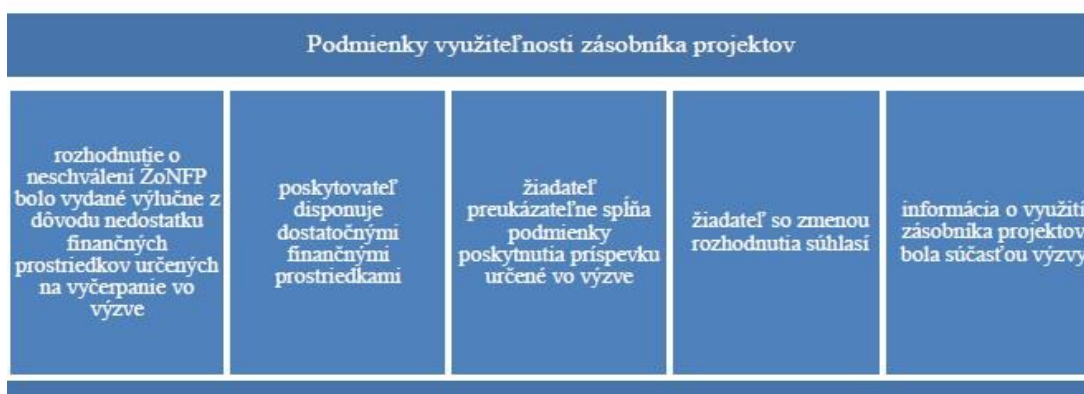 Podmienky využiteľnosti zásobníka projektov
rozhodnutie o
neschválení ŽoNFP
bolo vydané výlučne z
dôvodu nedostatku
finančných
prostriedkov určených
na vyčerpanie vo
výzve
poskytovateľ
disponuje
dostatočnými
finančnými
prostriedkami
žiadateľ
preukázateľne spĺňa
podmienky
poskytnutia príspevku
určené vo výzve
žiadateľ so zmenou
rozhodnutia súhlasí
informácia o využití
zásobníka projektov
bola súčasťou výzvy